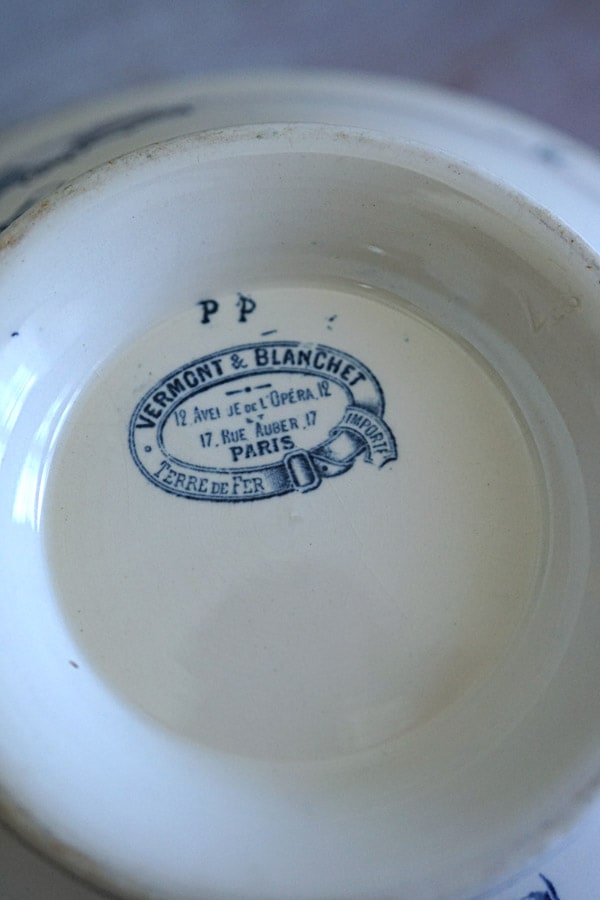 P P
VERMONT & BLANCHET
12, AVENUE DE L'OPÉRA, 12
&
17, RUE AUBER, 17
PARIS
TERRE DE FER
IMPORTÉ